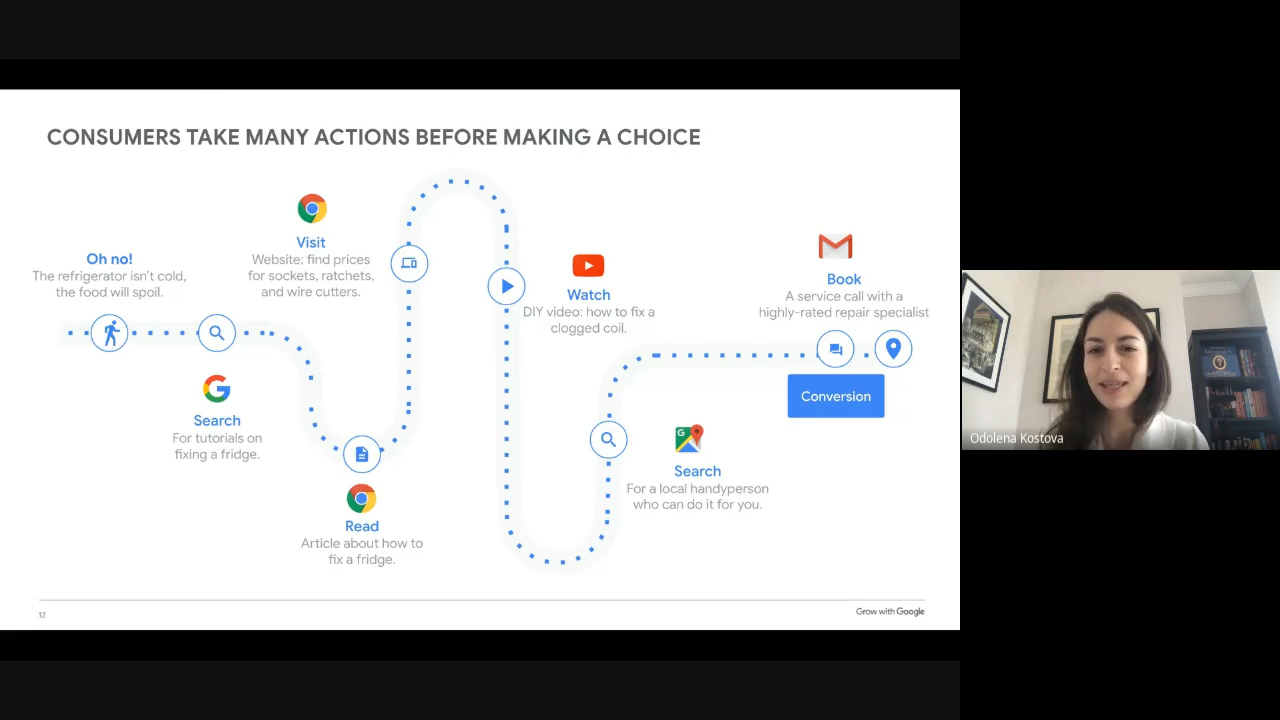 CONSUMERS TAKE MANY ACTIONS BEFORE MAKING A CHOICE
Oh no!
The refrigerator isn't cold,
the food will spoil.
Search
For tutorials on
fixing a fridge.
Visit
Website; find prices
for sockets, ratchets,
and wire cutters.
Read
Article about how to
fix a fridge.
Watch
DIY video: how to fix a
clogged coil.
Search
For a local handyperson
who can do it for you.
Book
A service call with a
highly-rated repair specialist
Conversion
12
Grow with Google
Odolena Kostova